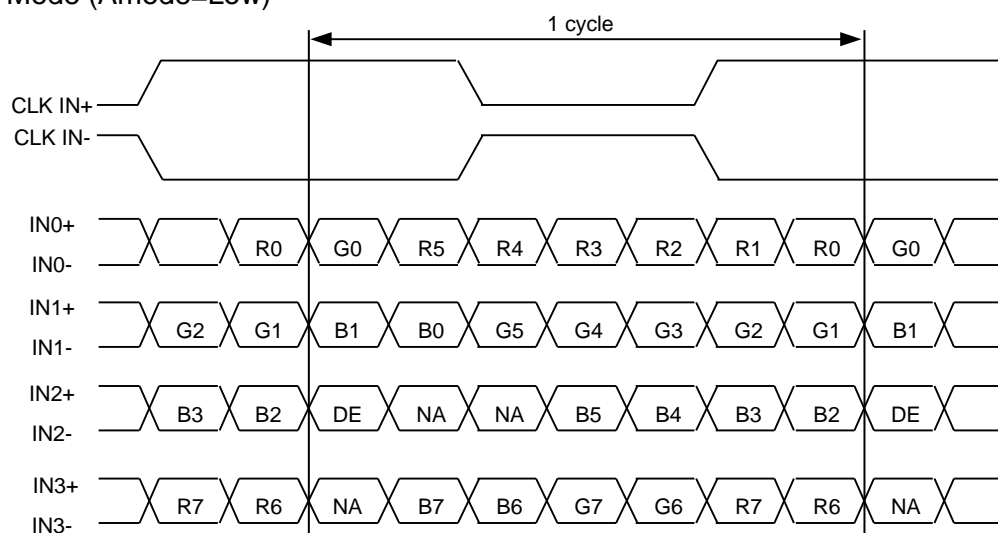 Mode (Amode=Low)
1 cycle
CLK IN+
CLK IN-
IN0+
R0 G0 R5 R4 R3 R2 R1 R0 G0
IN0-
IN1+
G2 G1 B1 B0 G5 G4 G3 G2 G1 B1
IN1-
IN2+
B3 B2 DE NA NA B5 B4 B3 B2 DE
IN2-
IN3+
R7 R6 NA B7 B6 G7 G6 R7 R6 NA
IN3-